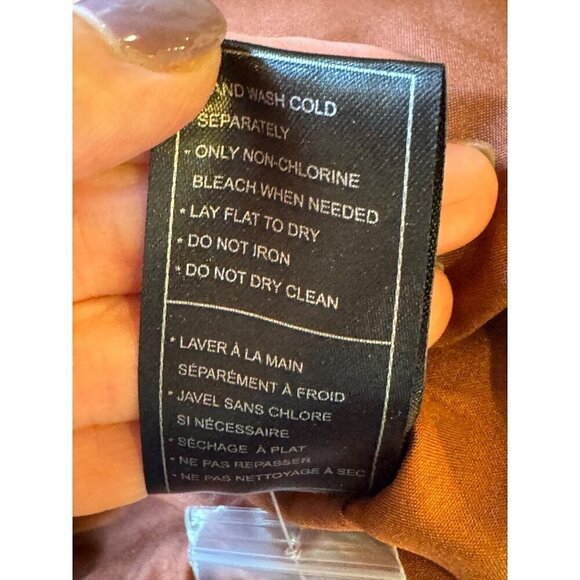 AND WASH COLD
SEPARATELY
* ONLY NON-CHLORINE
BLEACH WHEN NEEDED
* LAY FLAT TO DRY
* DO NOT IRON
* DO NOT DRY CLEAN
* LAVER À LA MAIN
SÉPARÉMENT À FROID
* JAVEL SANS CHLORE
SI NÉCESSAIRE
* SÉCHAGE À PLAT
* NE PAS REPASSER
* NE PAS NETTOYAGE À SEC